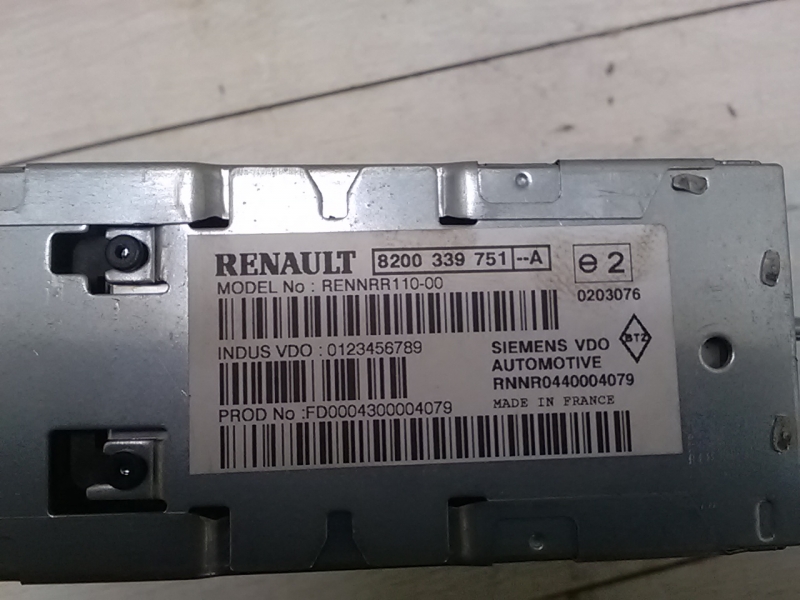 RENAULT 8200 339 751 --A e 2
MODEL No : RENNRR110-00 0203076
INDUS VDO : 0123456789 SIEMENS VDO BTZ
AUTOMOTIVE
RNNR0440004079
PROD No :FD0004300004079 MADE IN FRANCE